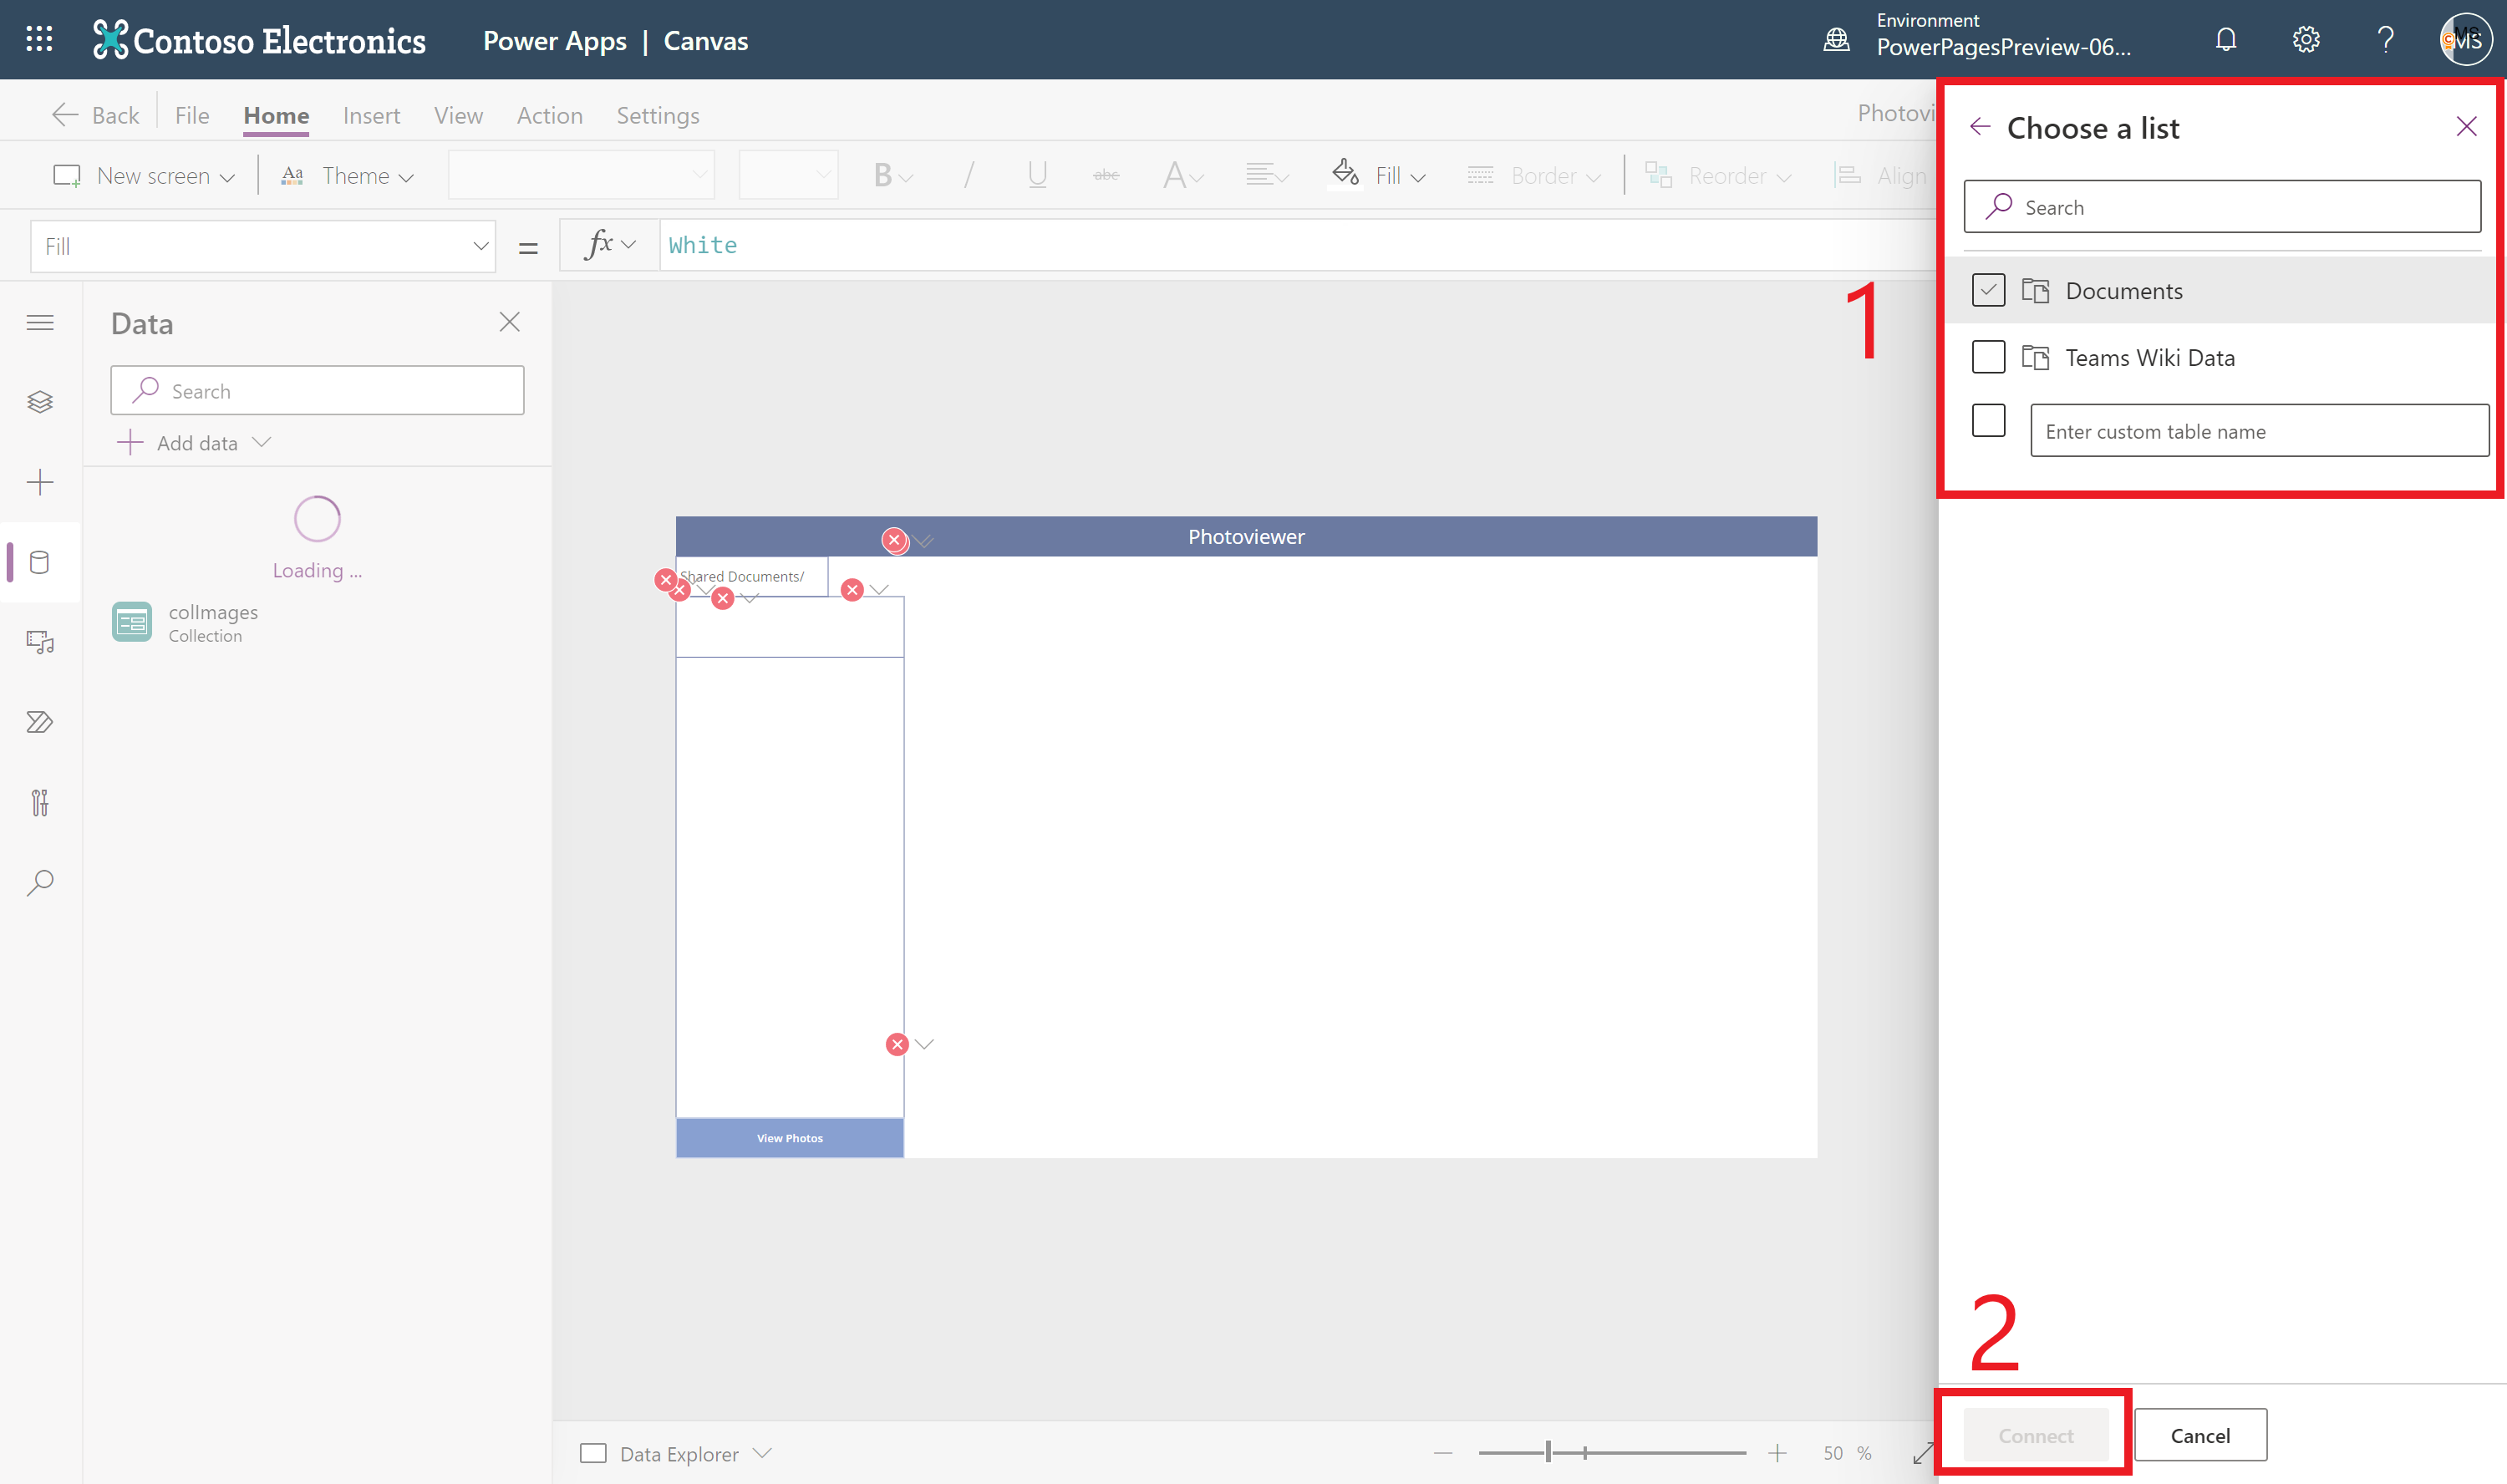 Contoso Electronics
Power Apps | Canvas
Environment
PowerPagesPreview-06...
MS
Back
File
Home
Insert
View
Action
Settings
Photovi
New screen
Aa
Theme
B
/
U
abc
A
Fill
Border
Reorder
Align
Fill
=
fx
White
Data
Search
Add data
Loading ...
colImages
Collection
Photoviewer
Shared Documents/
View Photos
Data Explorer
50 %
1
Choose a list
Search
Documents
Teams Wiki Data
Enter custom table name
2
Connect
Cancel